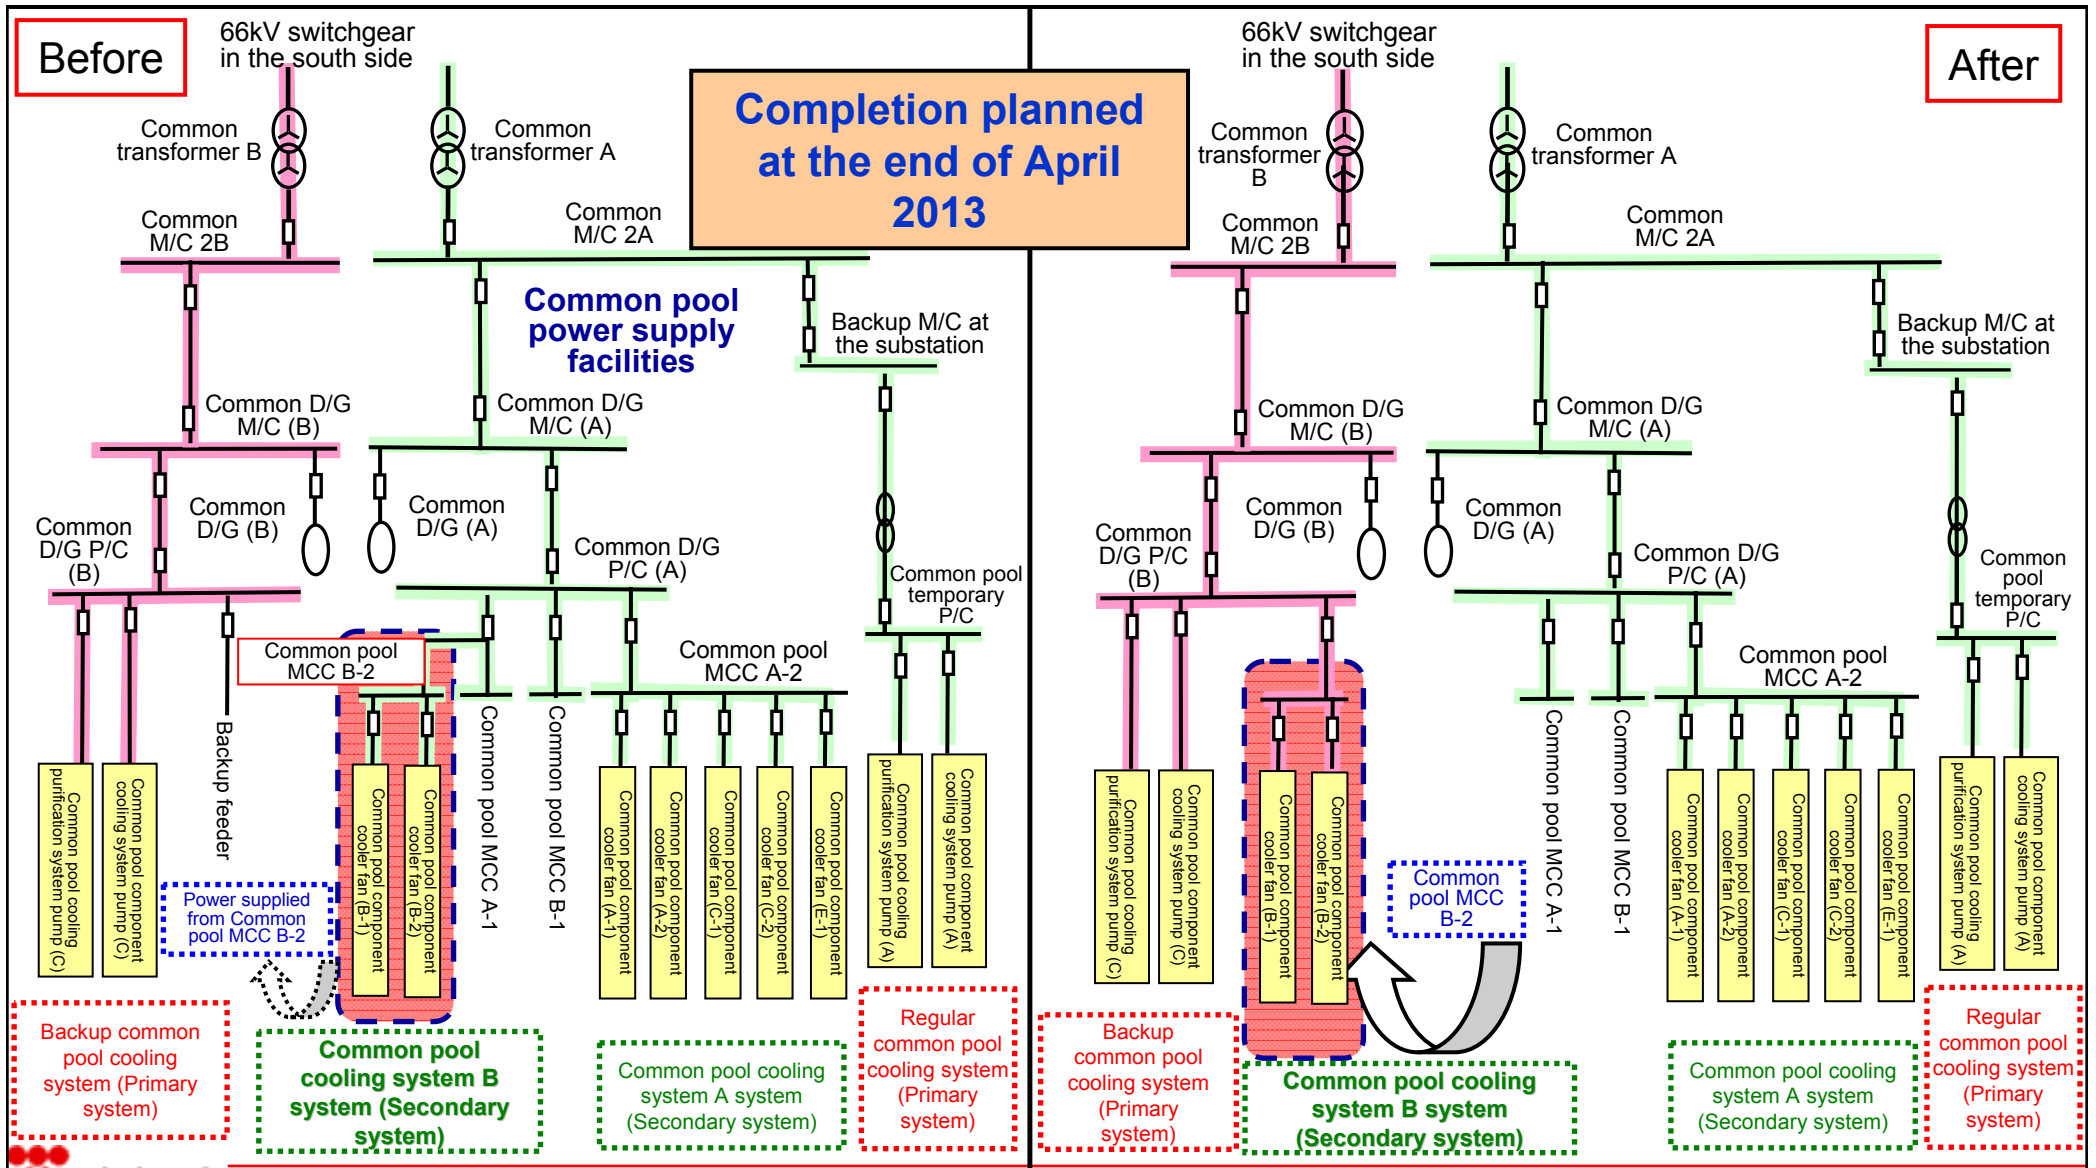 Before
66kV switchgear
in the south side
Common
transformer B
Common
transformer A
Common
M/C 2B
Common
M/C 2A
Common pool
power supply
facilities
Backup M/C at
the substation
Common D/G
M/C (B)
Common D/G
M/C (A)
Common
D/G (B)
Common
D/G (A)
Common
D/G P/C
(B)
Common D/G
P/C (A)
Common pool
temporary
P/C
Common pool
MCC B-2
Common pool
MCC A-2
Backup feeder
Common pool MCC A-1
Common pool MCC B-1
Common pool cooling
purification system pump (C)
Common pool component
cooling system pump (C)
Common pool component
cooler fan (B-1)
Common pool component
cooler fan (B-2)
Common pool component
cooler fan (A-1)
Common pool component
cooler fan (A-2)
Common pool component
cooler fan (C-1)
Common pool component
cooler fan (C-2)
Common pool component
cooler fan (E-1)
Common pool cooling
purification system pump (A)
Common pool component
cooling system pump (A)
Power supplied
from Common
pool MCC B-2
Backup common
pool cooling
system (Primary
system)
Common pool
cooling system B
system (Secondary
system)
Common pool cooling
system A system
(Secondary system)
Regular
common pool
cooling system
(Primary
system)
Completion planned
at the end of April
2013
After
66kV switchgear
in the south side
Common
transformer
B
Common
transformer A
Common
M/C 2B
Common
M/C 2A
Backup M/C at
the substation
Common D/G
M/C (B)
Common D/G
M/C (A)
Common
D/G (B)
Common
D/G (A)
Common
D/G P/C
(B)
Common D/G
P/C (A)
Common
pool
temporary
P/C
Common pool
MCC A-2
Common pool MCC A-1
Common pool MCC B-1
Common pool cooling
purification system pump (C)
Common pool component
cooling system pump (C)
Common pool component
cooler fan (B-1)
Common pool component
cooler fan (B-2)
Common
pool MCC
B-2
Common pool component
cooler fan (A-1)
Common pool component
cooler fan (A-2)
Common pool component
cooler fan (C-1)
Common pool component
cooler fan (C-2)
Common pool component
cooler fan (E-1)
Common pool cooling
purification system pump (A)
Common pool component
cooling system pump (A)
Backup
common pool
cooling system
(Primary
system)
Common pool cooling
system B system
(Secondary system)
Common pool cooling
system A system
(Secondary system)
Regular
common pool
cooling system
(Primary
system)